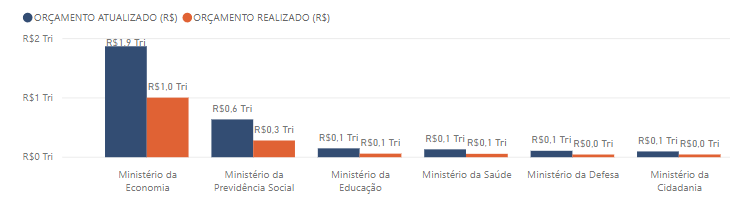 ORÇAMENTO ATUALIZADO (R$) ORÇAMENTO REALIZADO (R$)
R$2 Tri
R$1 Tri
R$0 Tri
R$1,9 Tri
R$1,0 Tri
R$0,6 Tri
R$0,3 Tri
R$0,1 Tri
R$0,1 Tri
R$0,1 Tri
R$0,1 Tri
R$0,1 Tri
R$0,0 Tri
R$0,1 Tri
R$0,0 Tri
Ministério da
Economia
Ministério da
Previdência Social
Ministério da
Educação
Ministério da Saúde
Ministério da Defesa
Ministério da
Cidadania